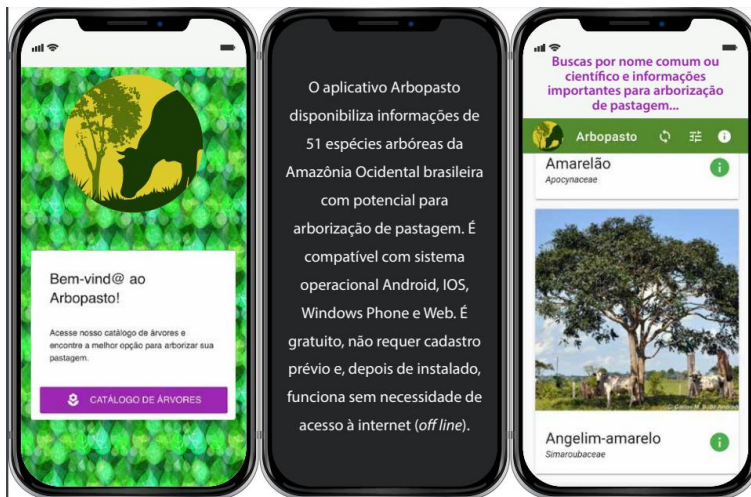 Bem-vind@ ao
Arbopasto!
Acesse nosso catálogo de árvores e
encontre a melhor opção para arborizar sua
pastagem.
CATÁLOGO DE ÁRVORES
O aplicativo Arbopasto
disponibiliza informações de
51 espécies arbóreas da
Amazônia Ocidental brasileira
com potencial para
arborização de pastagem. É
compatível com sistema
operacional Android, IOS,
Windows Phone e Web. É
gratuito, não requer cadastro
prévio e, depois de instalado,
funciona sem necessidade de
acesso à internet (off line).
Buscas por nome comum ou
científico e informações
importantes para arborização
de pastagem...
Arbopasto
Amarelão
Apocynaceae
Angelim-amarelo
Simaroubaceae